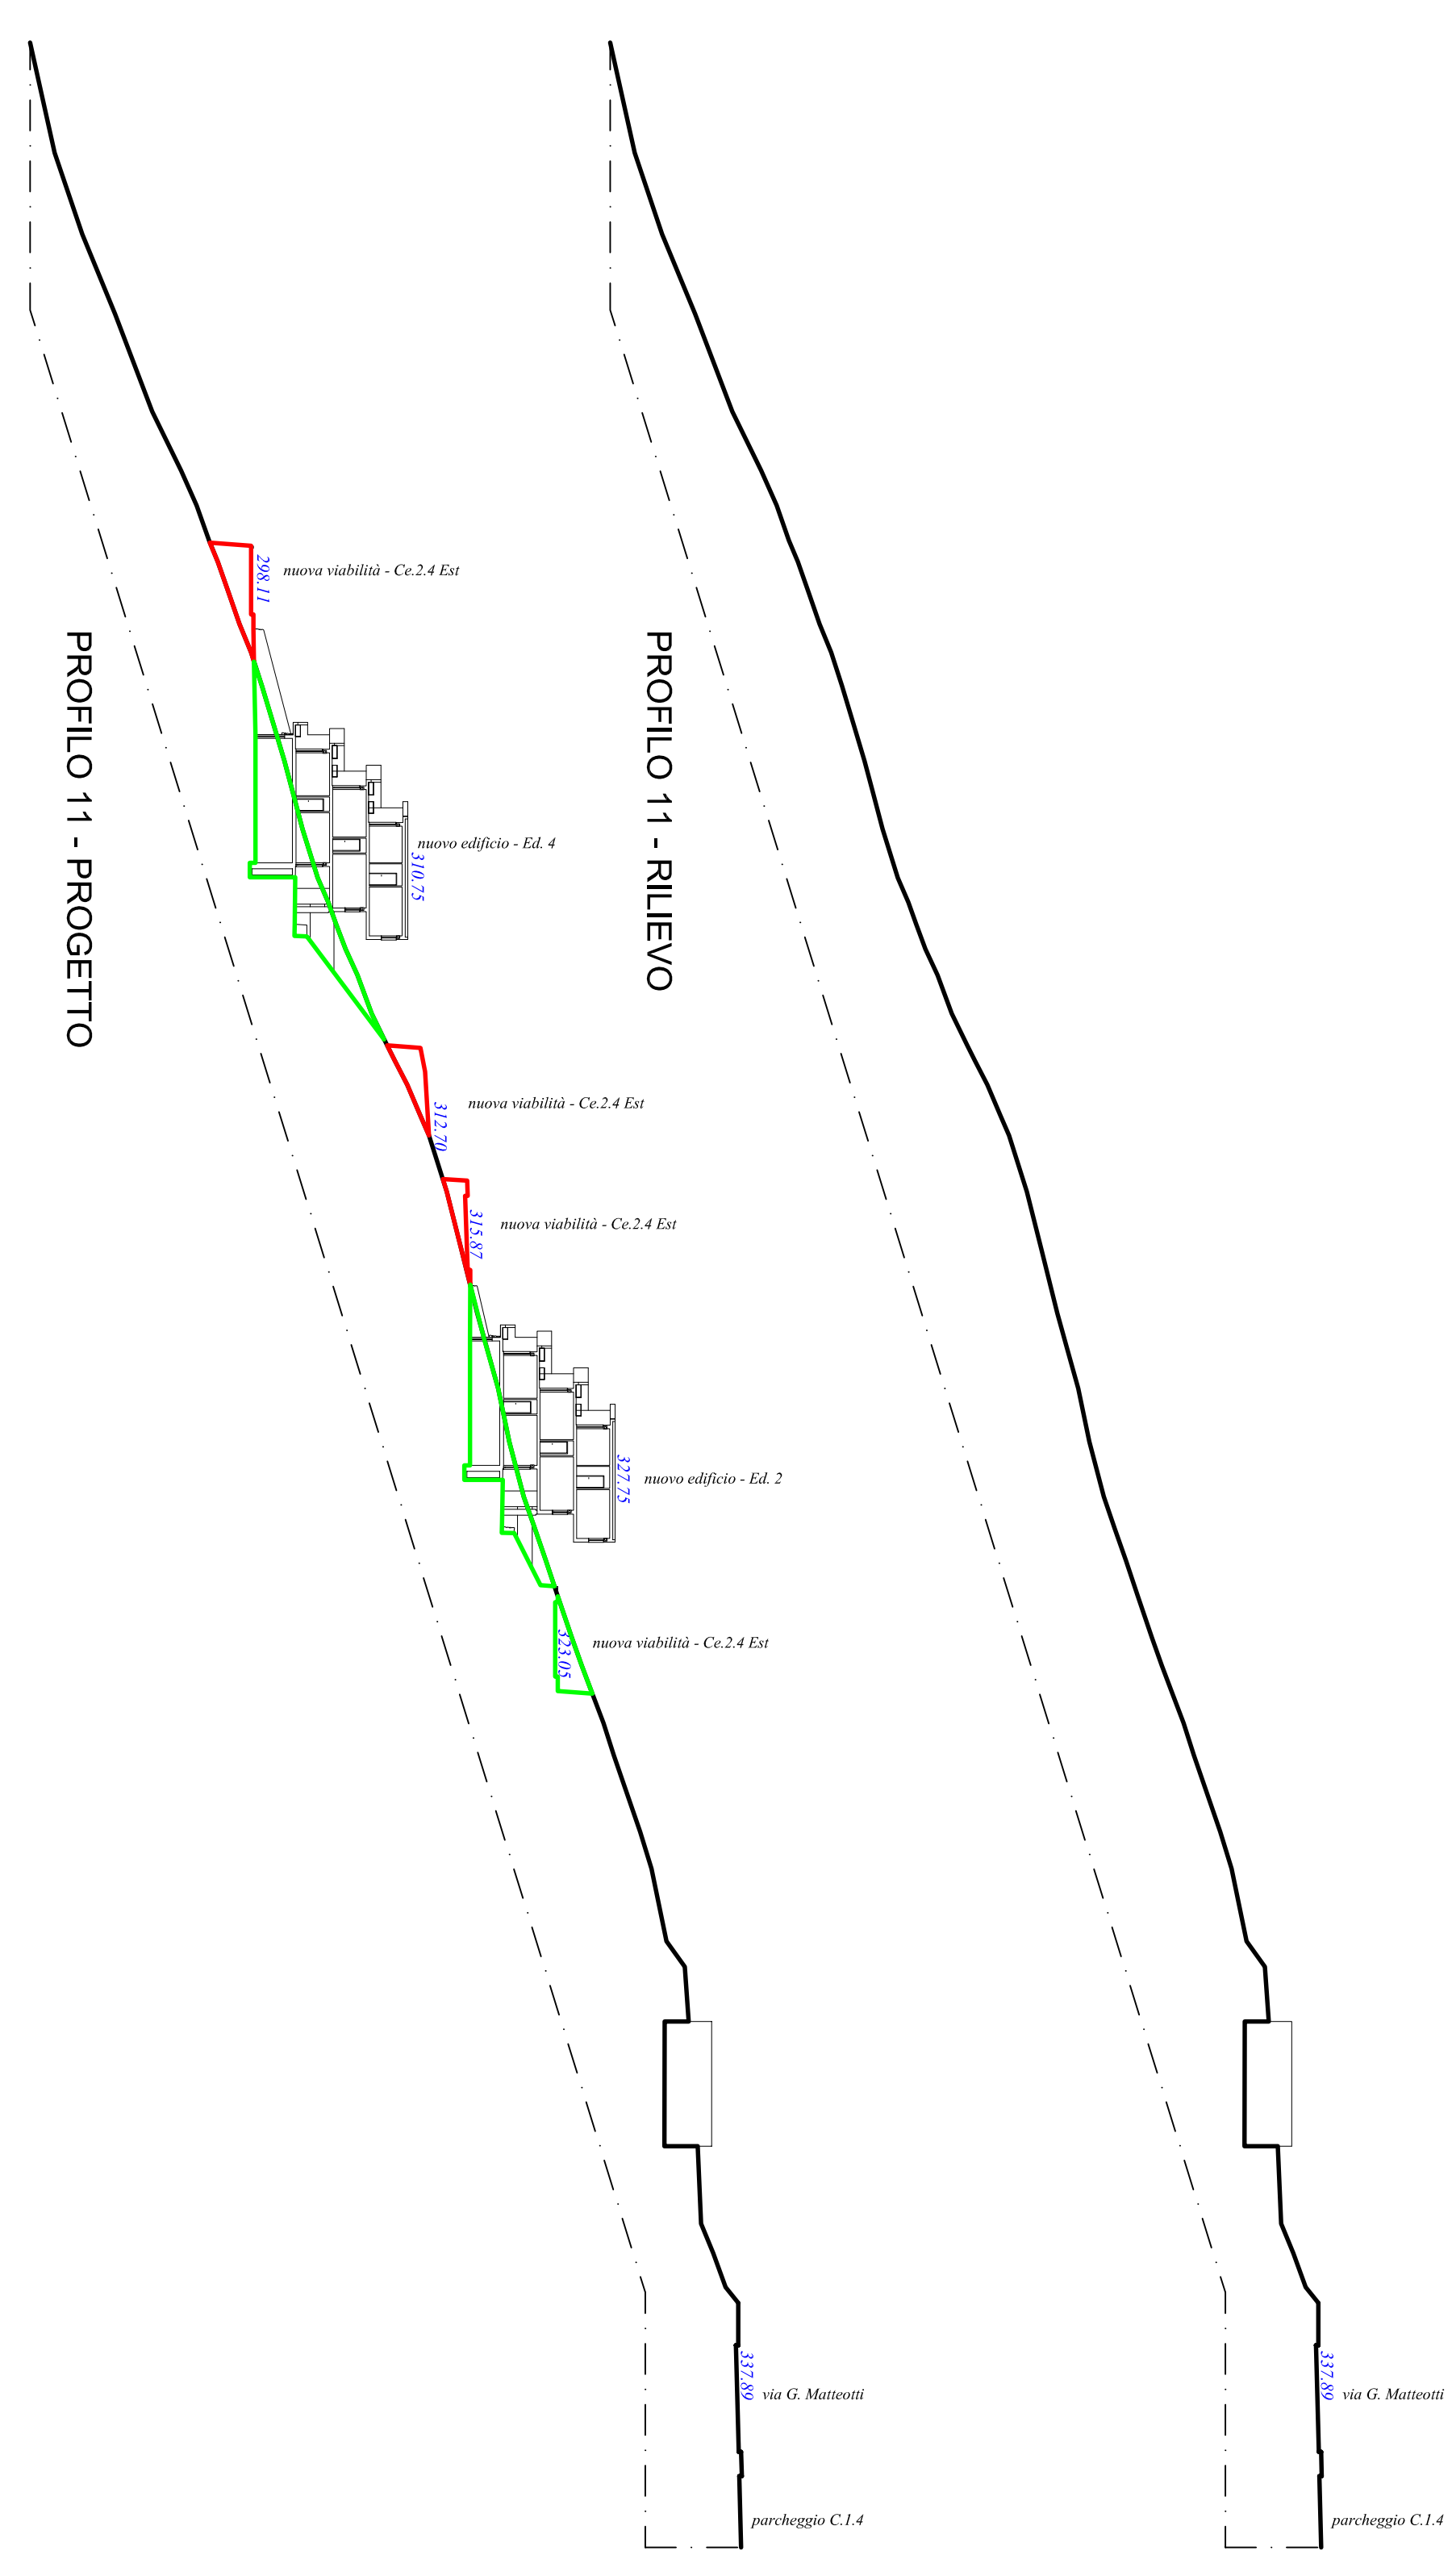 PROFILO 11 - PROGETTO
298.11
nuova viabilità - Ce.2.4 Est
nuovo edificio - Ed. 4
310.75
nuova viabilità - Ce.2.4 Est
312.70
nuova viabilità - Ce.2.4 Est
315.87
nuovo edificio - Ed. 2
327.75
nuova viabilità - Ce.2.4 Est
323.05
337.89
via G. Matteotti
parcheggio C.1.4
PROFILO 11 - RILIEVO
337.89
via G. Matteotti
parcheggio C.1.4